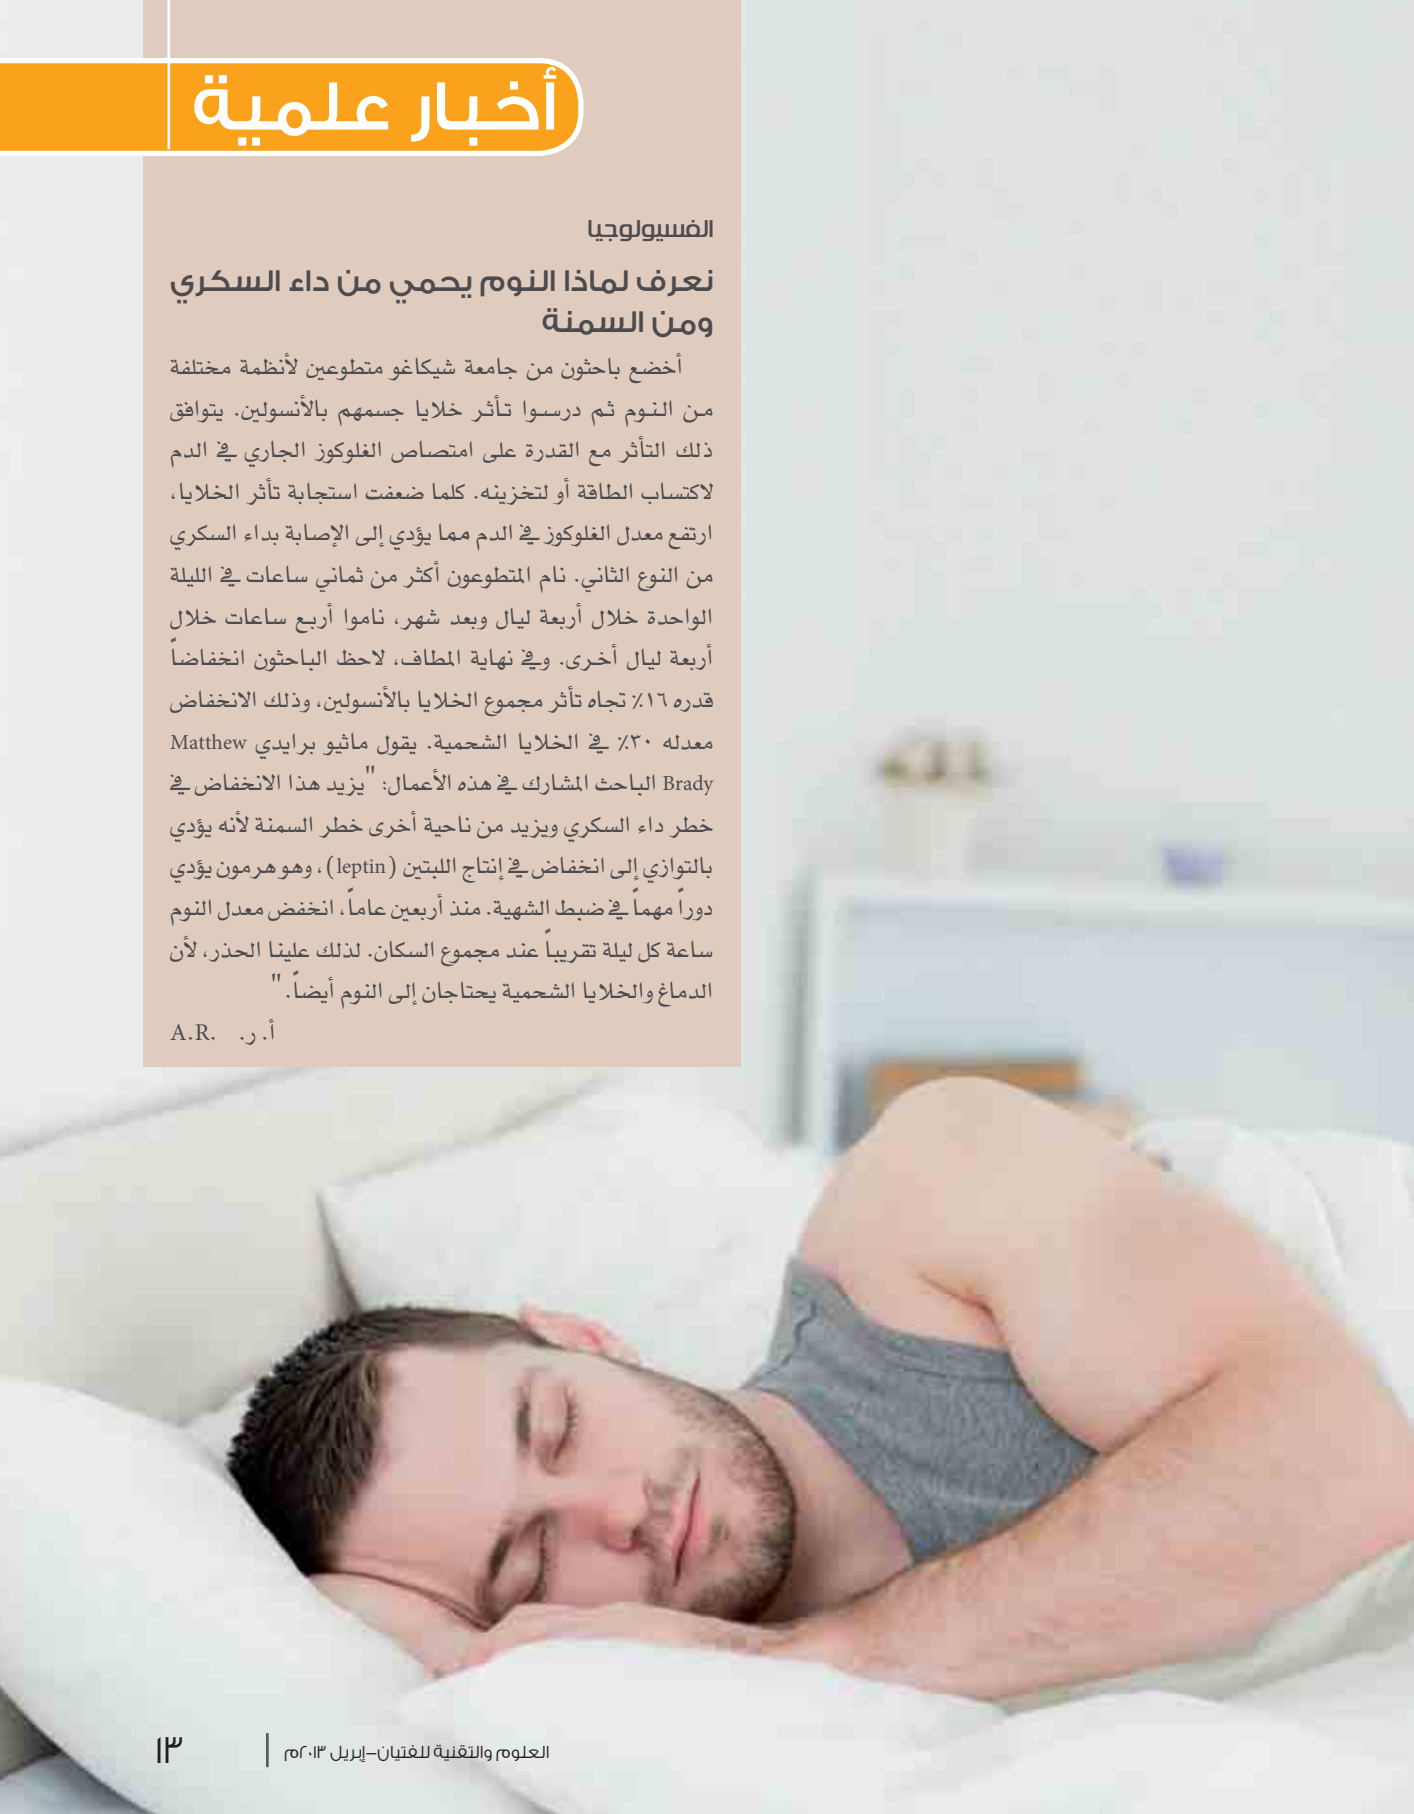 أخبار علمية
الفسيولوجيا
نعرف لماذا النوم يحمي من داء السكري
ومن السمنة
أخضع باحثون من جامعة شيكاغو متطوعين لأنظمة مختلفة
من النوم ثم درسوا تأثر خلايا جسمهم بالأنسولين. يتوافق
ذلك التأثر مع القدرة على امتصاص الغلوكوز الجاري في الدم
لاكتساب الطاقة أو لتخزينه. كلما ضعفت استجابة تأثر الخلايا،
ارتفع معدل الغلوكوز في الدم مما يؤدي إلى الإصابة بداء السكري
من النوع الثاني. نام المتطوعون أكثر من ثماني ساعات في الليلة
الواحدة خلال أربعة ليال وبعد شهر، ناموا أربع ساعات خلال
أربعة ليال أخرى. وفي نهاية المطاف، لاحظ الباحثون انخفاضاً
قدره ١٦٪ تجاه تأثر مجموع الخلايا بالأنسولين، وذلك الانخفاض
معدله ٣٠٪ في الخلايا الشحمية. يقول ماثيو برايدي Matthew
Brady الباحث المشارك في هذه الأعمال: "يزيد هذا الانخفاض في
خطر داء السكري ويزيد من ناحية أخرى خطر السمنة لأنه يؤدي
بالتوازي إلى انخفاض في إنتاج اللبتين (leptin)، وهو هرمون يؤدي
دوراً مهماً في ضبط الشهية. منذ أربعين عاماً، انخفض معدل النوم
ساعة كل ليلة تقريباً عند مجموع السكان. لذلك علينا الحذر، لأن
الدماغ والخلايا الشحمية يحتاجان إلى النوم أيضاً."
أ. ر. A.R.
العلوم والتقنية للفتيان–إبريل ٢٠١٣م | ١٣